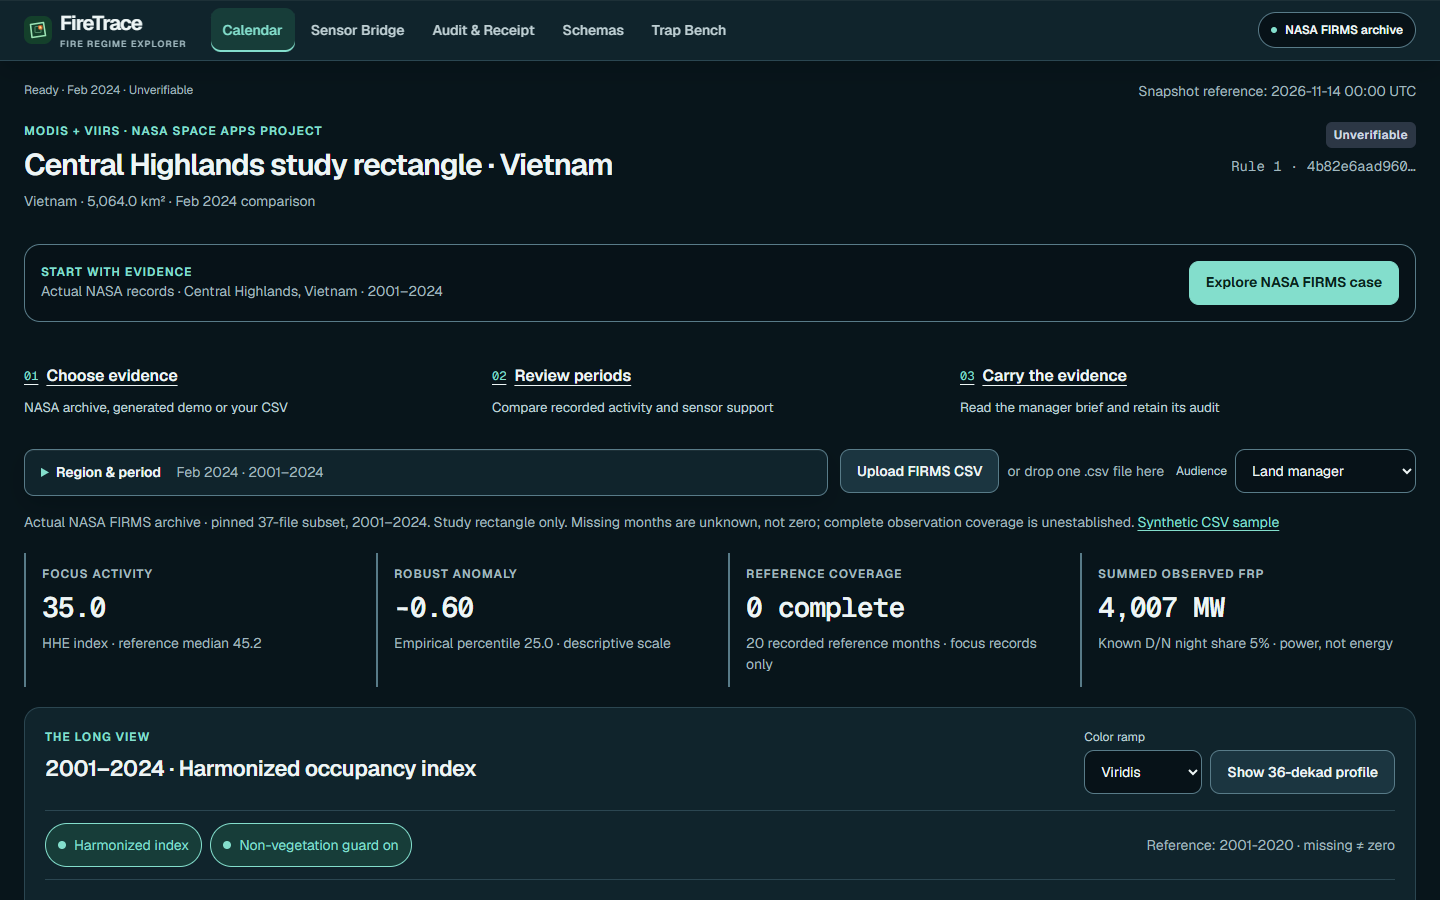 FireTrace
FIRE REGIME EXPLORER
Calendar
Sensor Bridge
Audit & Receipt
Schemas
Trap Bench
NASA FIRMS archive
Ready · Feb 2024 · Unverifiable
Snapshot reference: 2026-11-14 00:00 UTC
MODIS + VIIRS · NASA SPACE APPS PROJECT
Unverifiable
Central Highlands study rectangle · Vietnam
Rule 1 · 4b82e6aad960…
Vietnam · 5,064.0 km² · Feb 2024 comparison
START WITH EVIDENCE
Actual NASA records · Central Highlands, Vietnam · 2001–2024
Explore NASA FIRMS case
01 Choose evidence
NASA archive, generated demo or your CSV
02 Review periods
Compare recorded activity and sensor support
03 Carry the evidence
Read the manager brief and retain its audit
Region & period Feb 2024 · 2001–2024
Upload FIRMS CSV
or drop one .csv file here
Audience
Land manager
Actual NASA FIRMS archive · pinned 37-file subset, 2001–2024. Study rectangle only. Missing months are unknown, not zero; complete observation coverage is unestablished. Synthetic CSV sample
FOCUS ACTIVITY
35.0
HHE index · reference median 45.2
ROBUST ANOMALY
-0.60
Empirical percentile 25.0 · descriptive scale
REFERENCE COVERAGE
0 complete
20 recorded reference months · focus records
only
SUMMED OBSERVED FRP
4,007 MW
Known D/N night share 5% · power, not energy
THE LONG VIEW
2001–2024 · Harmonized occupancy index
Color ramp
Viridis
Show 36-dekad profile
Harmonized index
Non-vegetation guard on
Reference: 2001-2020 · missing ≠ zero